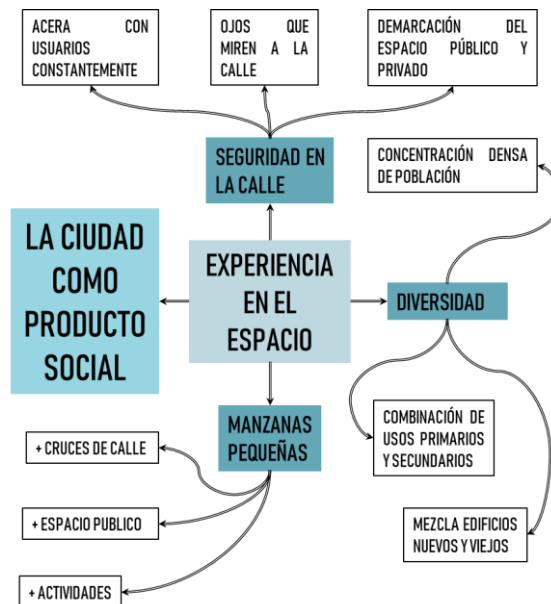 ACERA CON
USUARIOS
CONSTANTEMENTE
OJOS QUE
MIREN A LA
CALLE
DEMARCACIÓN DEL
ESPACIO PÚBLICO Y
PRIVADO
SEGURIDAD EN
LA CALLE
CONCENTRACIÓN DENSA
DE POBLACIÓN
LA CIUDAD
COMO
PRODUCTO
SOCIAL
EXPERIENCIA
EN EL
ESPACIO
DIVERSIDAD
MANZANAS
PEQUEÑAS
COMBINACIÓN DE
USOS PRIMARIOS
Y SECUNDARIOS
+ CRUCES DE CALLE
+ ESPACIO PUBLICO
MEZCLA EDIFICIOS
NUEVOS Y VIEJOS
+ ACTIVIDADES